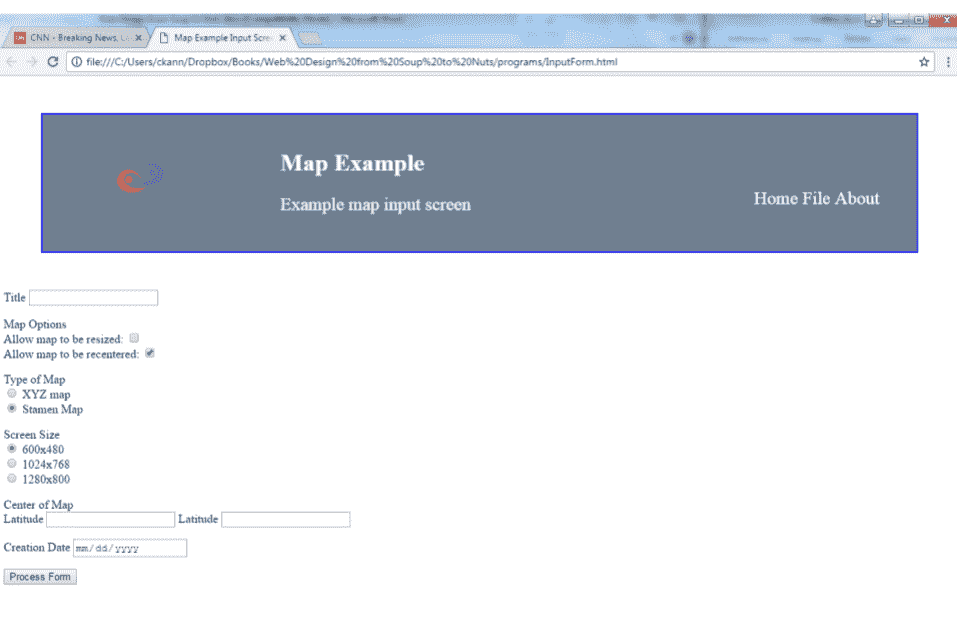 CNN - Breaking News, L
Map Example Input Scre
file:///C:/Users/ckann/Dropbox/Books/Web%20Design%20from%20Soup%20to%20Nuts/programs/InputForm.html
Map Example
Example map input screen
Home File About
Title
Map Options
Allow map to be resized:
Allow map to be recentered:
Type of Map
XYZ map
Stamen Map
Screen Size
600x480
1024x768
1280x800
Center of Map
Latitude Latitude
Creation Date mm/dd/yyyy
Process Form